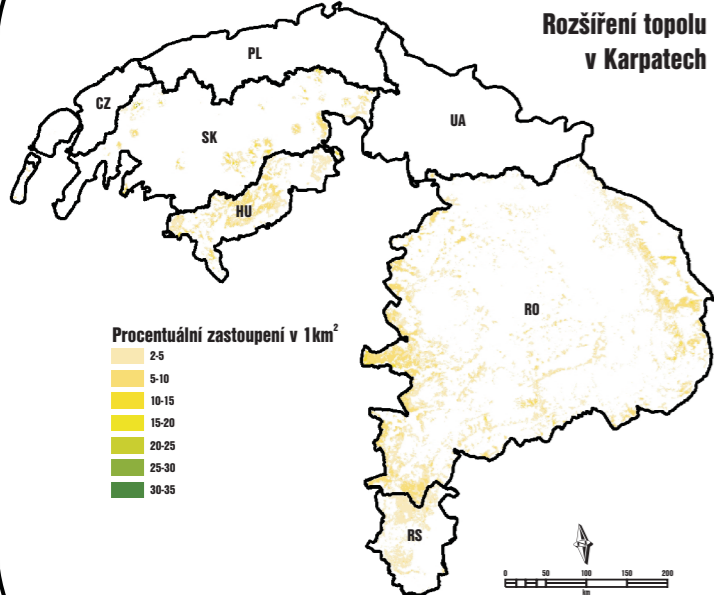 Rozšíření topolu
v Karpatech
PL
CZ
UA
SK
HU
RO
Procentuální zastoupení v 1km²
2-5
5-10
10-15
15-20
20-25
25-30
30-35
RS
0 50 100 150 200
km